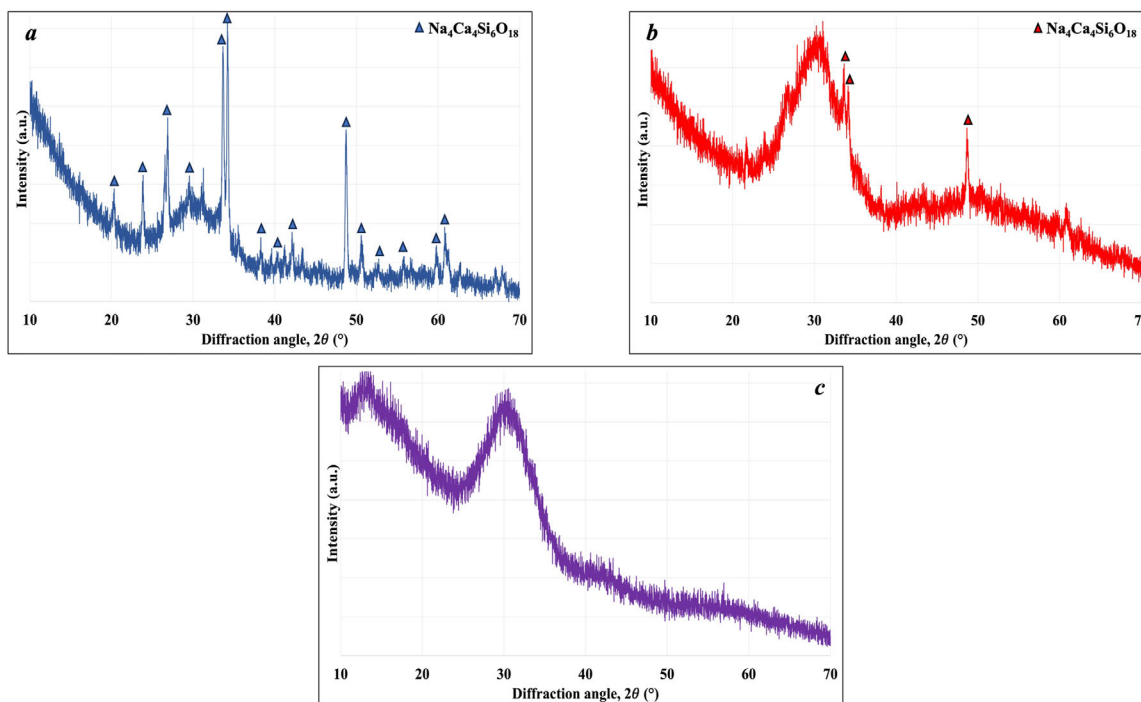 a
▲ Na₄Ca₄Si₆O₁₈
Intensity (a.u.)
10 20 30 40 50 60 70
Diffraction angle, 2θ (°)
b
▲ Na₄Ca₄Si₆O₁₈
Intensity (a.u.)
10 20 30 40 50 60 70
Diffraction angle, 2θ (°)
c
Intensity (a.u.)
10 20 30 40 50 60 70
Diffraction angle, 2θ (°)